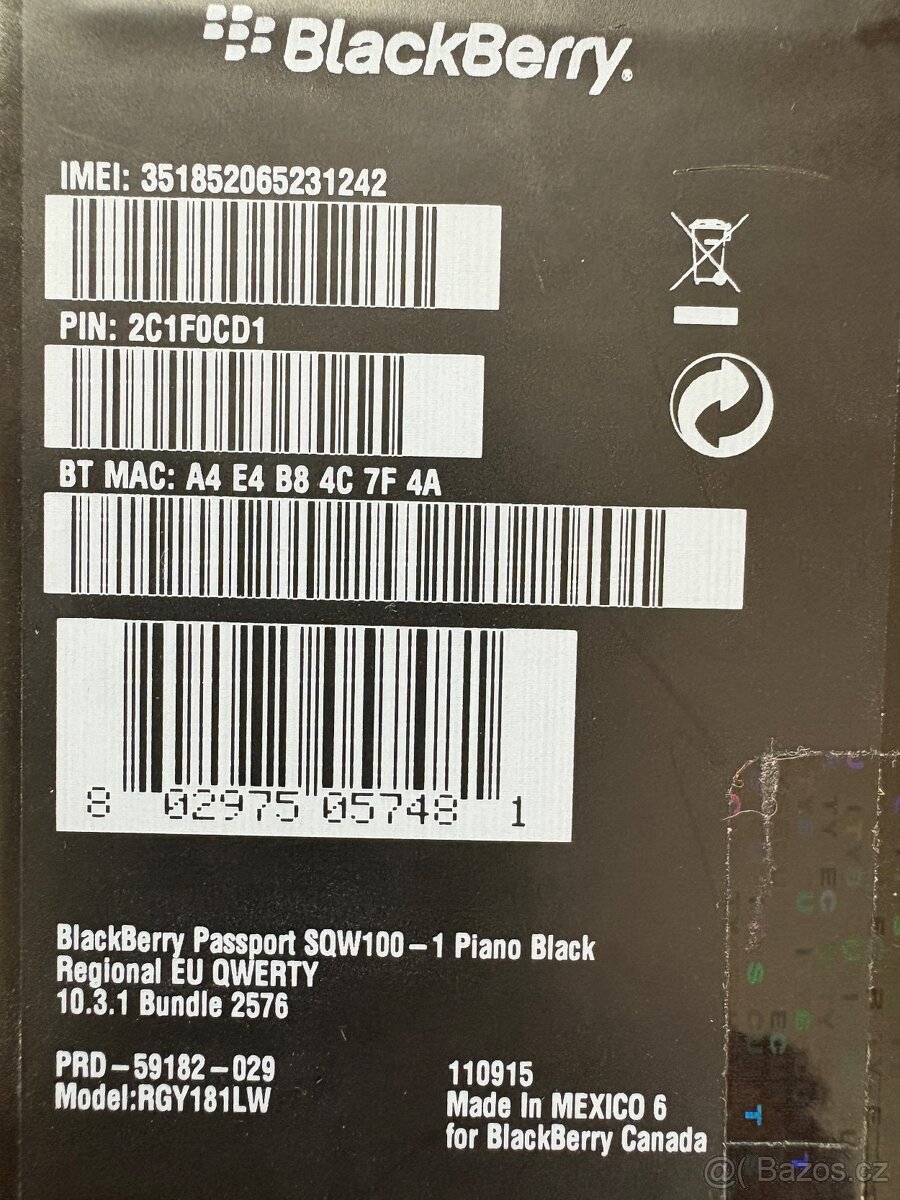 BlackBerry.
IMEI: 351852065231242
PIN: 2C1F0CD1
BT MAC: A4 E4 B8 4C 7F 4A
8 02975 05748 1
BlackBerry Passport SQW100-1 Piano Black
Regional EU QWERTY
10.3.1 Bundle 2576
PRD-59182-029
Model:RGY181LW
110915
Made In MEXICO 6
for BlackBerry Canada
@( Bazos.cz